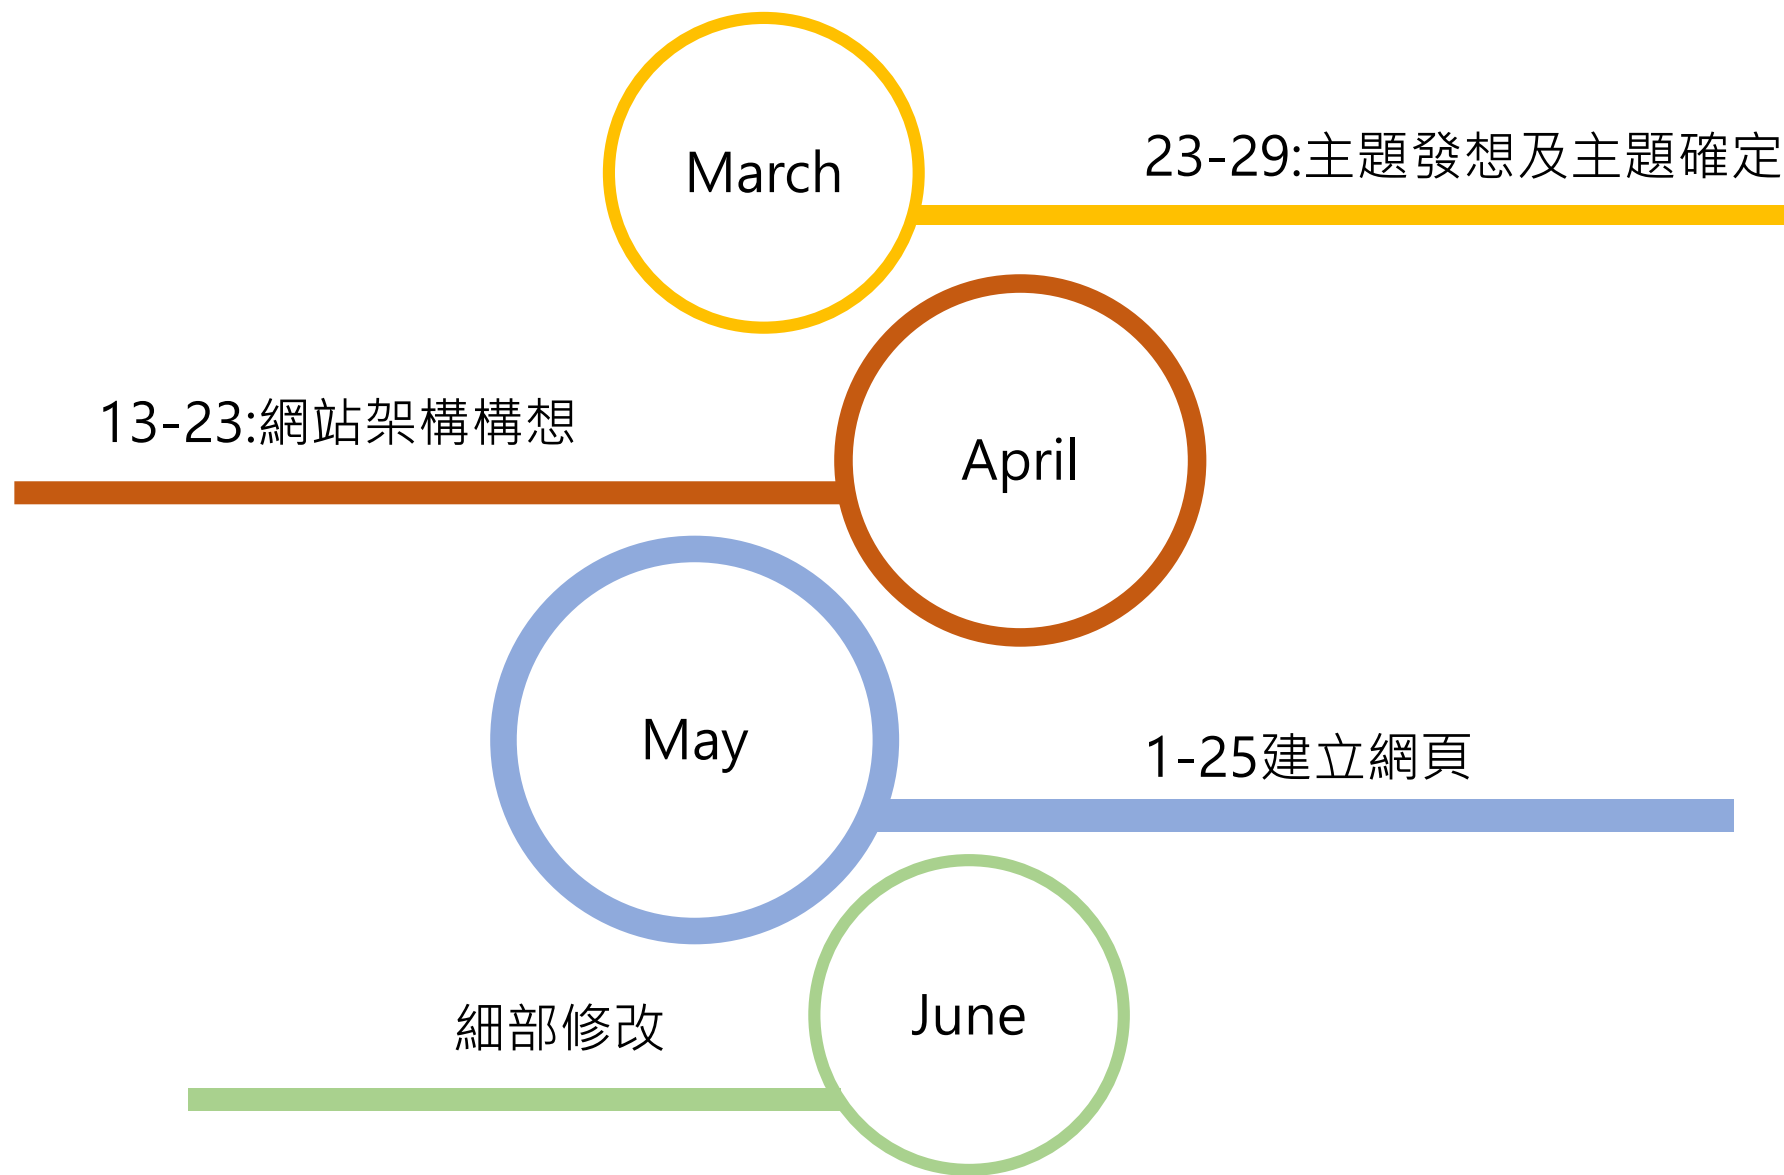 March
23-29:主題發想及主題確定
13-23:網站架構構想
April
May
1-25建立網頁
細部修改
June